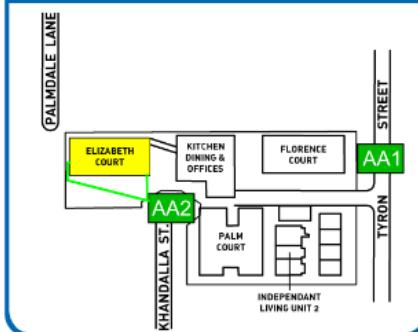 PALMDALE LANE
ELIZABETH
COURT
KITCHEN
DINING &
OFFICES
FLORENCE
COURT
STREET
AA1
TYRON
AA2
KHANDALLA ST.
PALM
COURT
INDEPENDANT
LIVING UNIT 2